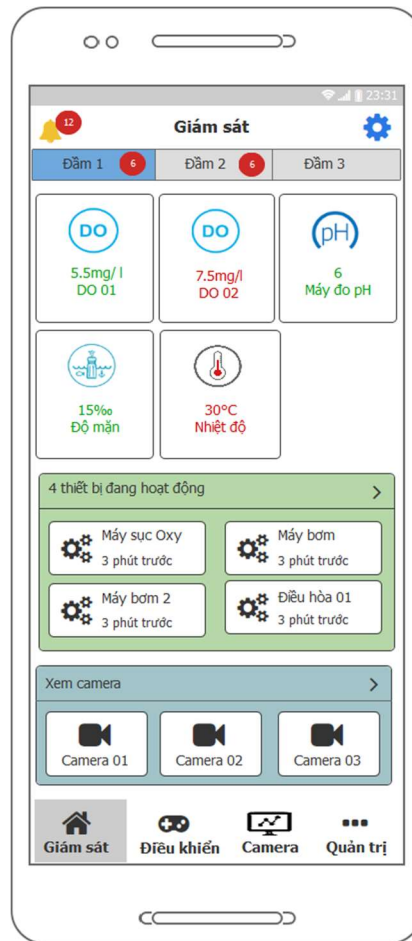 23:31
12
Giám sát
Đầm 1 6 Đầm 2 6 Đầm 3
DO DO pH
5.5mg/ l 7.5mg/l 6
DO 01 DO 02 Máy đo pH
15‰ 30°C
Độ mặn Nhiệt độ
4 thiết bị đang hoạt động >
Máy sục Oxy Máy bơm
3 phút trước 3 phút trước
Máy bơm 2 Điều hòa 01
3 phút trước 3 phút trước
Xem camera >
Camera 01 Camera 02 Camera 03
Giám sát Điều khiển Camera Quản trị